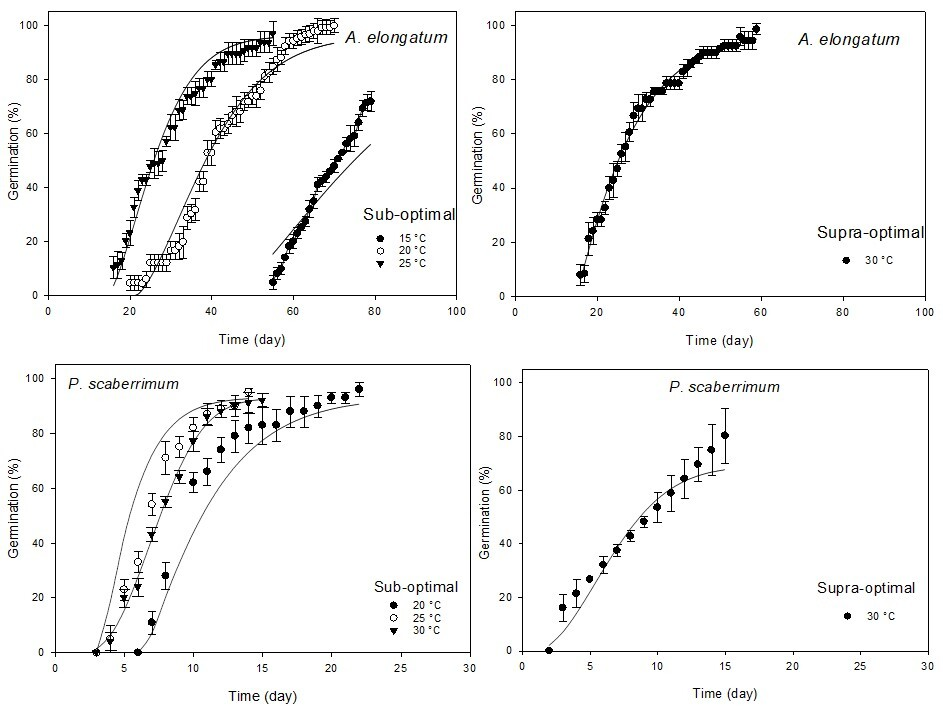 100
80
60
40
20
0
Germination (%)
A. elongatum
Sub-optimal
15 °C
20 °C
25 °C
0 20 40 60 80 100
Time (day)
100
80
60
40
20
0
Germination (%)
A. elongatum
Supra-optimal
30 °C
0 20 40 60 80 100
Time (day)
100
80
60
40
20
0
Germination (%)
P. scaberrimum
Sub-optimal
20 °C
25 °C
30 °C
0 5 10 15 20 25 30
Time (day)
100
80
60
40
20
0
Germination (%)
P. scaberrimum
Supra-optimal
30 °C
0 5 10 15 20 25 30
Time (day)